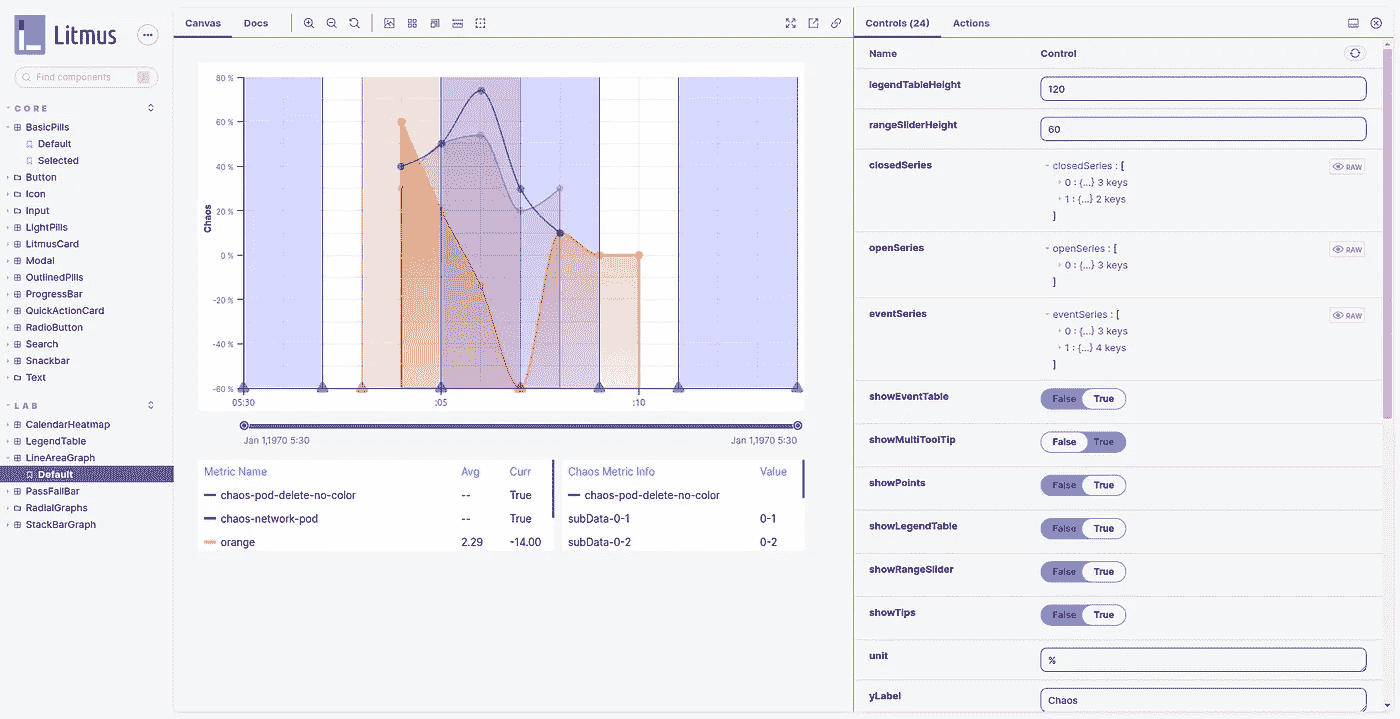 Litmus
Find components
CORE
BasicPills
Default
Selected
Button
Icon
Input
LightPills
LitmusCard
Modal
OutlinedPills
ProgressBar
QuickActionCard
RadioButton
Search
Snackbar
Text
LAB
CalendarHeatmap
LegendTable
LineAreaGraph
Default
PassFailBar
RadialGraphs
StackBarGraph
Canvas
Docs
80 %
60 %
40 %
20 %
0 %
-20 %
-40 %
-60 %
Chaos
05:30
:05
:10
Jan 1,1970 5:30
Jan 1,1970 5:30
Metric Name Avg Curr
chaos-pod-delete-no-color -- True
chaos-network-pod -- True
orange 2.29 -14.00
Chaos Metric Info Value
chaos-pod-delete-no-color
subData-0-1 0-1
subData-0-2 0-2
Controls (24) Actions
Name Control
legendTableHeight 120
rangeSliderHeight 60
closedSeries closedSeries : [ RAW
0 : {...} 3 keys
1 : {...} 2 keys
]
openSeries openSeries : [ RAW
0 : {...} 3 keys
]
eventSeries eventSeries : [ RAW
0 : {...} 3 keys
1 : {...} 4 keys
]
showEventTable False True
showMultiToolTip False True
showPoints False True
showLegendTable False True
showRangeSlider False True
showTips False True
unit %
yLabel Chaos